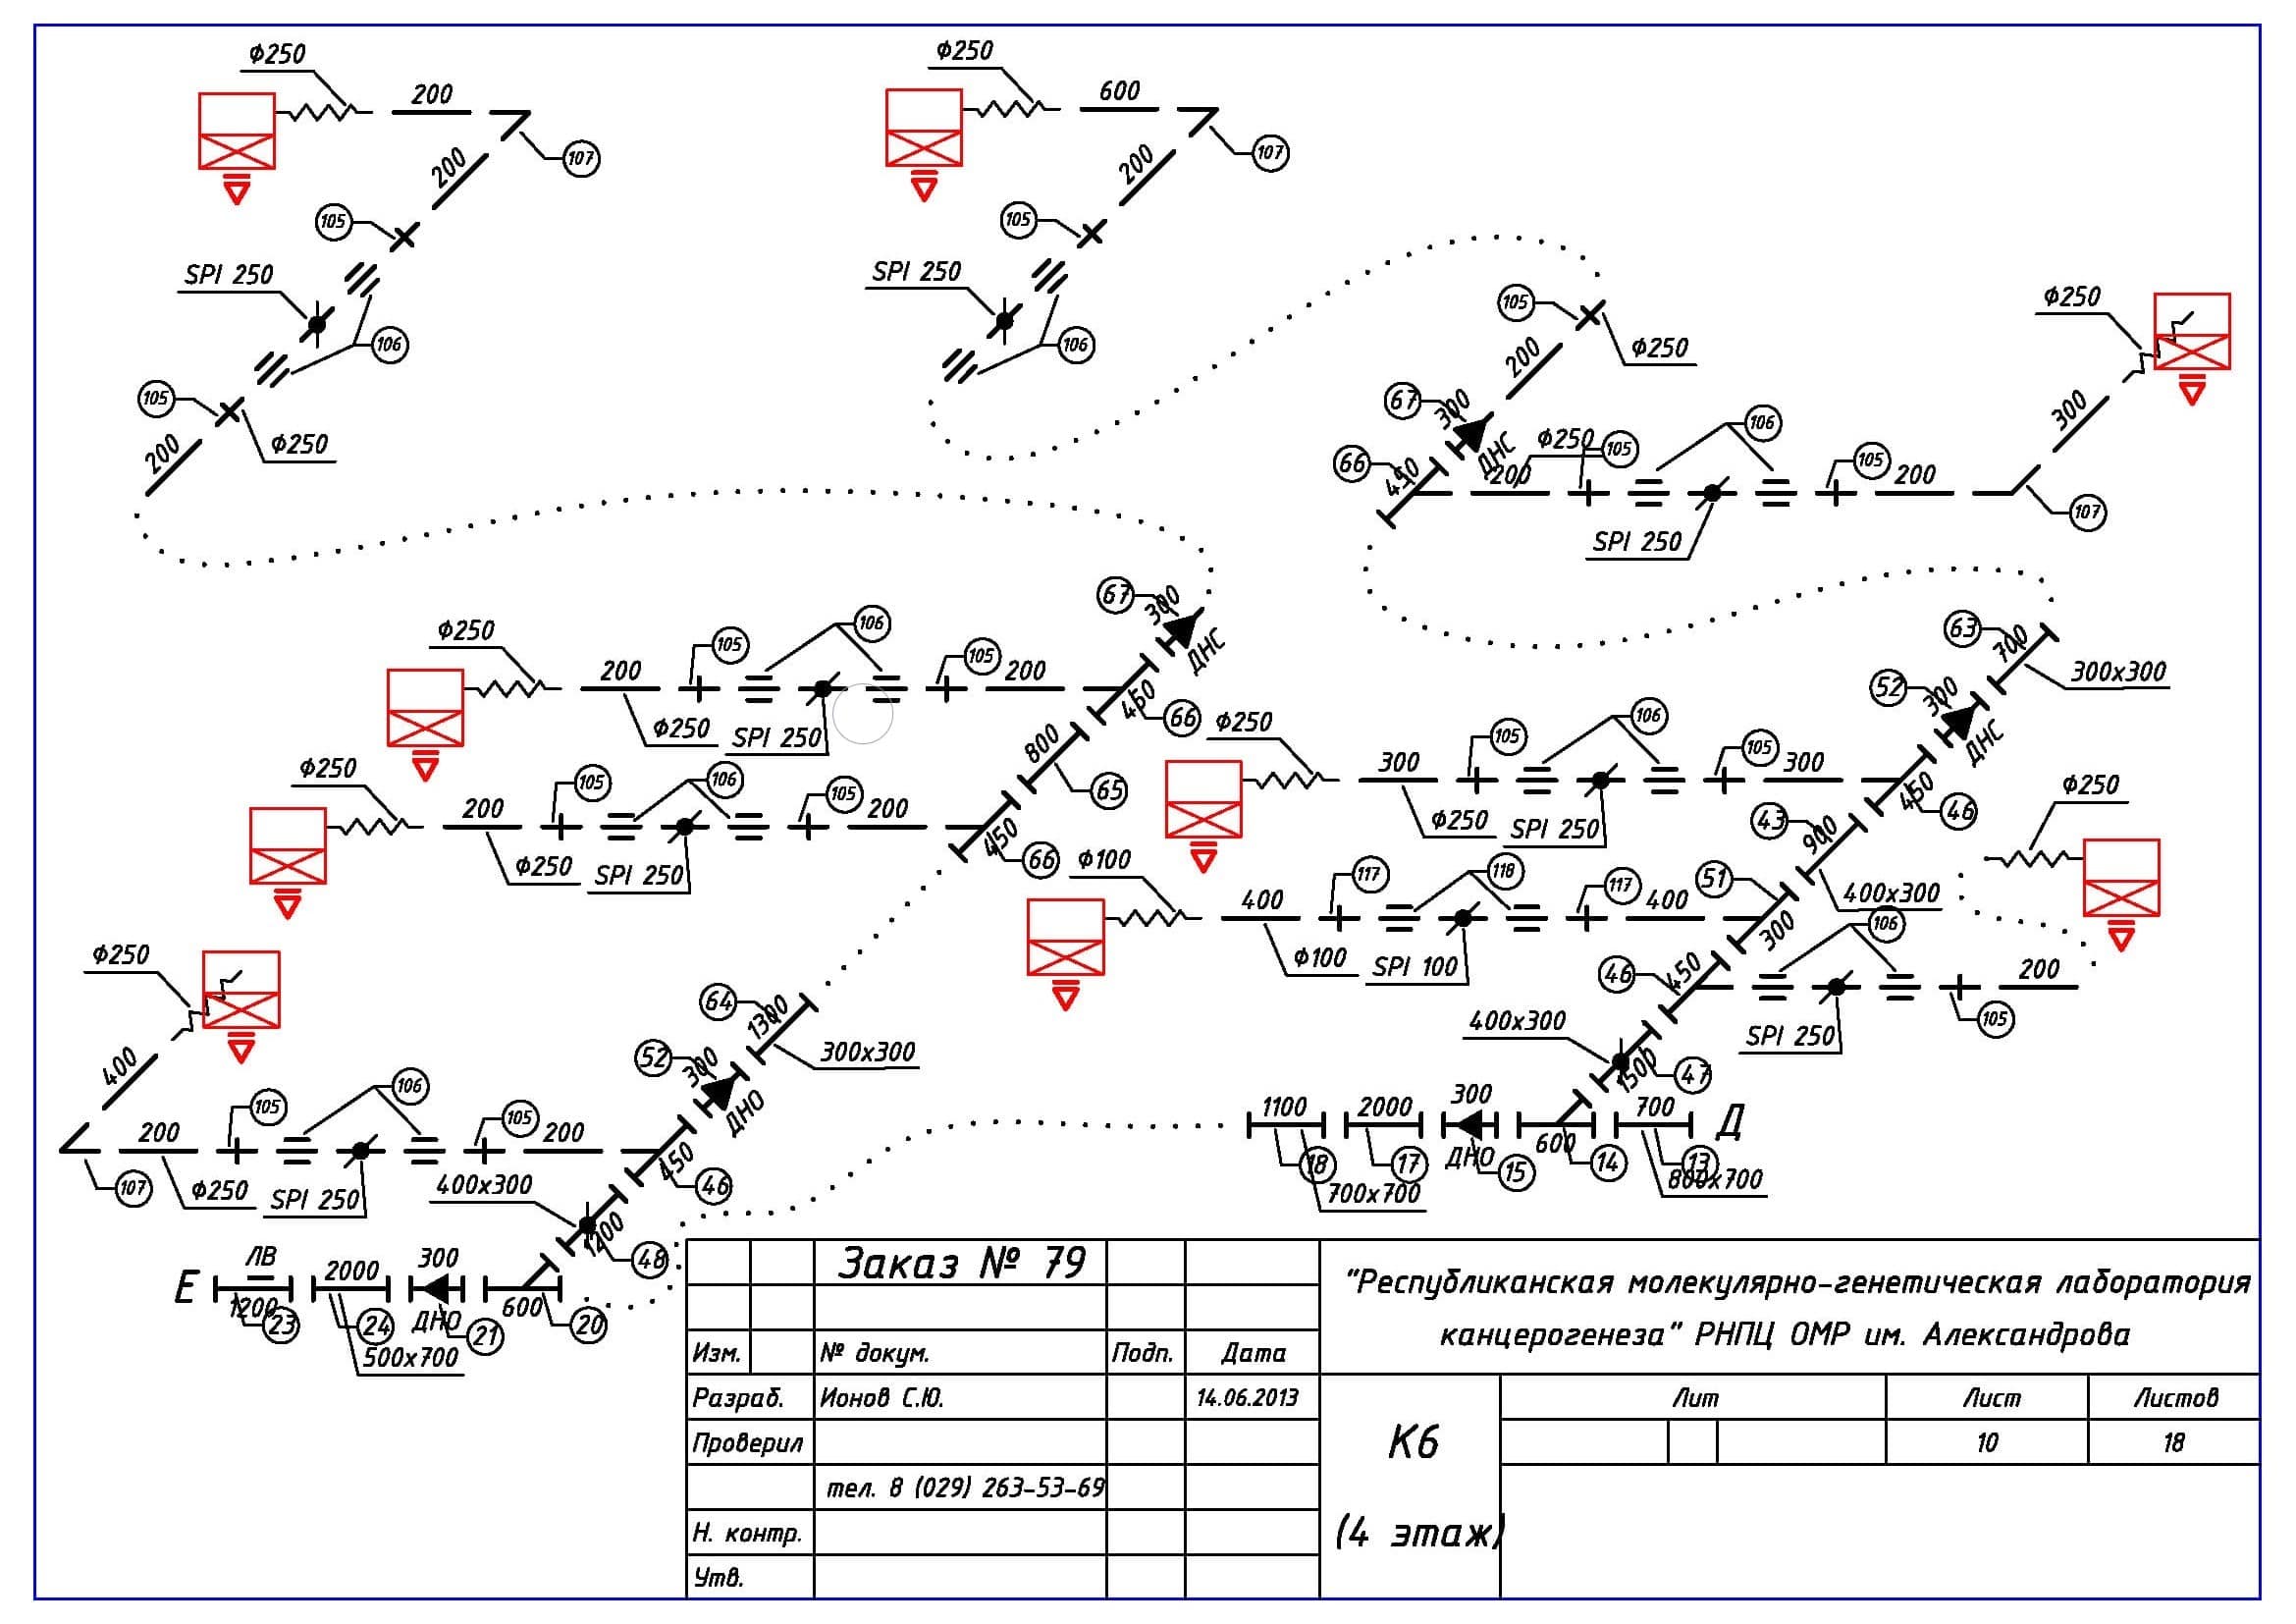 Ф250
200
107
200
105
SPI 250
106
105
Ф250
200
Ф250
600
107
200
105
SPI 250
106
105
Ф250
200
67
300
ДНС
66
450
200
Ф250
105
106
105
200
SPI 250
107
300
Ф250
67
300
ДНС
Ф250
200
105
106
105
200
Ф250
SPI 250
450
66
800
65
Ф250
200
105
106
105
200
Ф250
SPI 250
450
66
63
700
300x300
52
300
ДНС
Ф250
300
105
106
105
300
Ф250
SPI 250
450
46
43
900
400x300
Ф250
Ф100
400
117
118
117
400
Ф100
SPI 100
51
300
106
200
46
450
SPI 250
105
400x300
1500
47
Ф250
400
64
1300
300x300
52
300
ДНО
200
105
106
105
200
107
Ф250
SPI 250
450
46
400x300
1200
48
1100
18
700x700
2000
17
300
ДНО
15
600
14
700
13
800x700
Д
Е
ЛВ
1200
23
2000
24
500x700
300
ДНО
21
600
20
Заказ № 79
"Республиканская молекулярно-генетическая лаборатория
канцерогенеза" РНПЦ ОМР им. Александрова
Изм.
№ докум.
Подп.
Дата
Разраб.
Ионов С.Ю.
14.06.2013
Лит
Лист
Листов
Проверил
К6
10
18
тел. 8 (029) 263-53-69
Н. контр.
(4 этаж)
Утв.